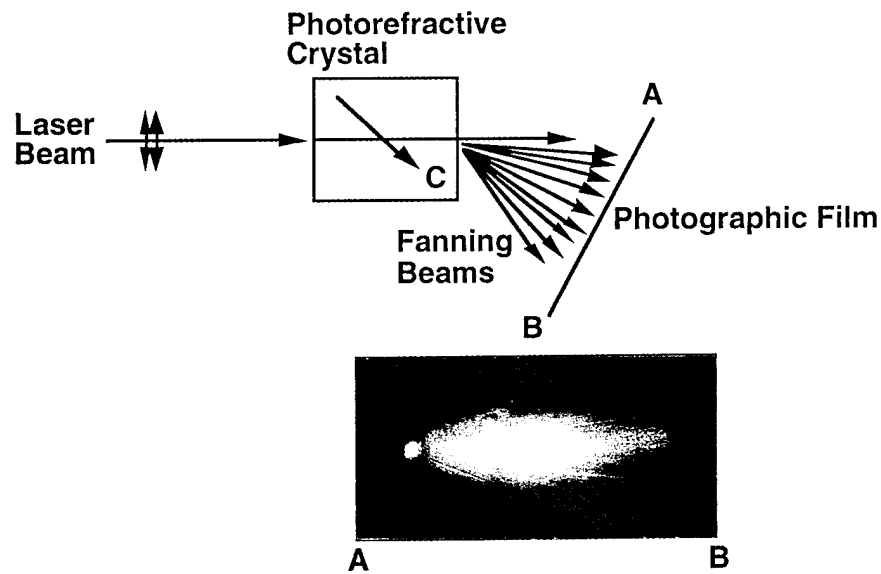 Photorefractive
Crystal
A
Laser
Beam
C
Photographic Film
Fanning
Beams
B
A
B